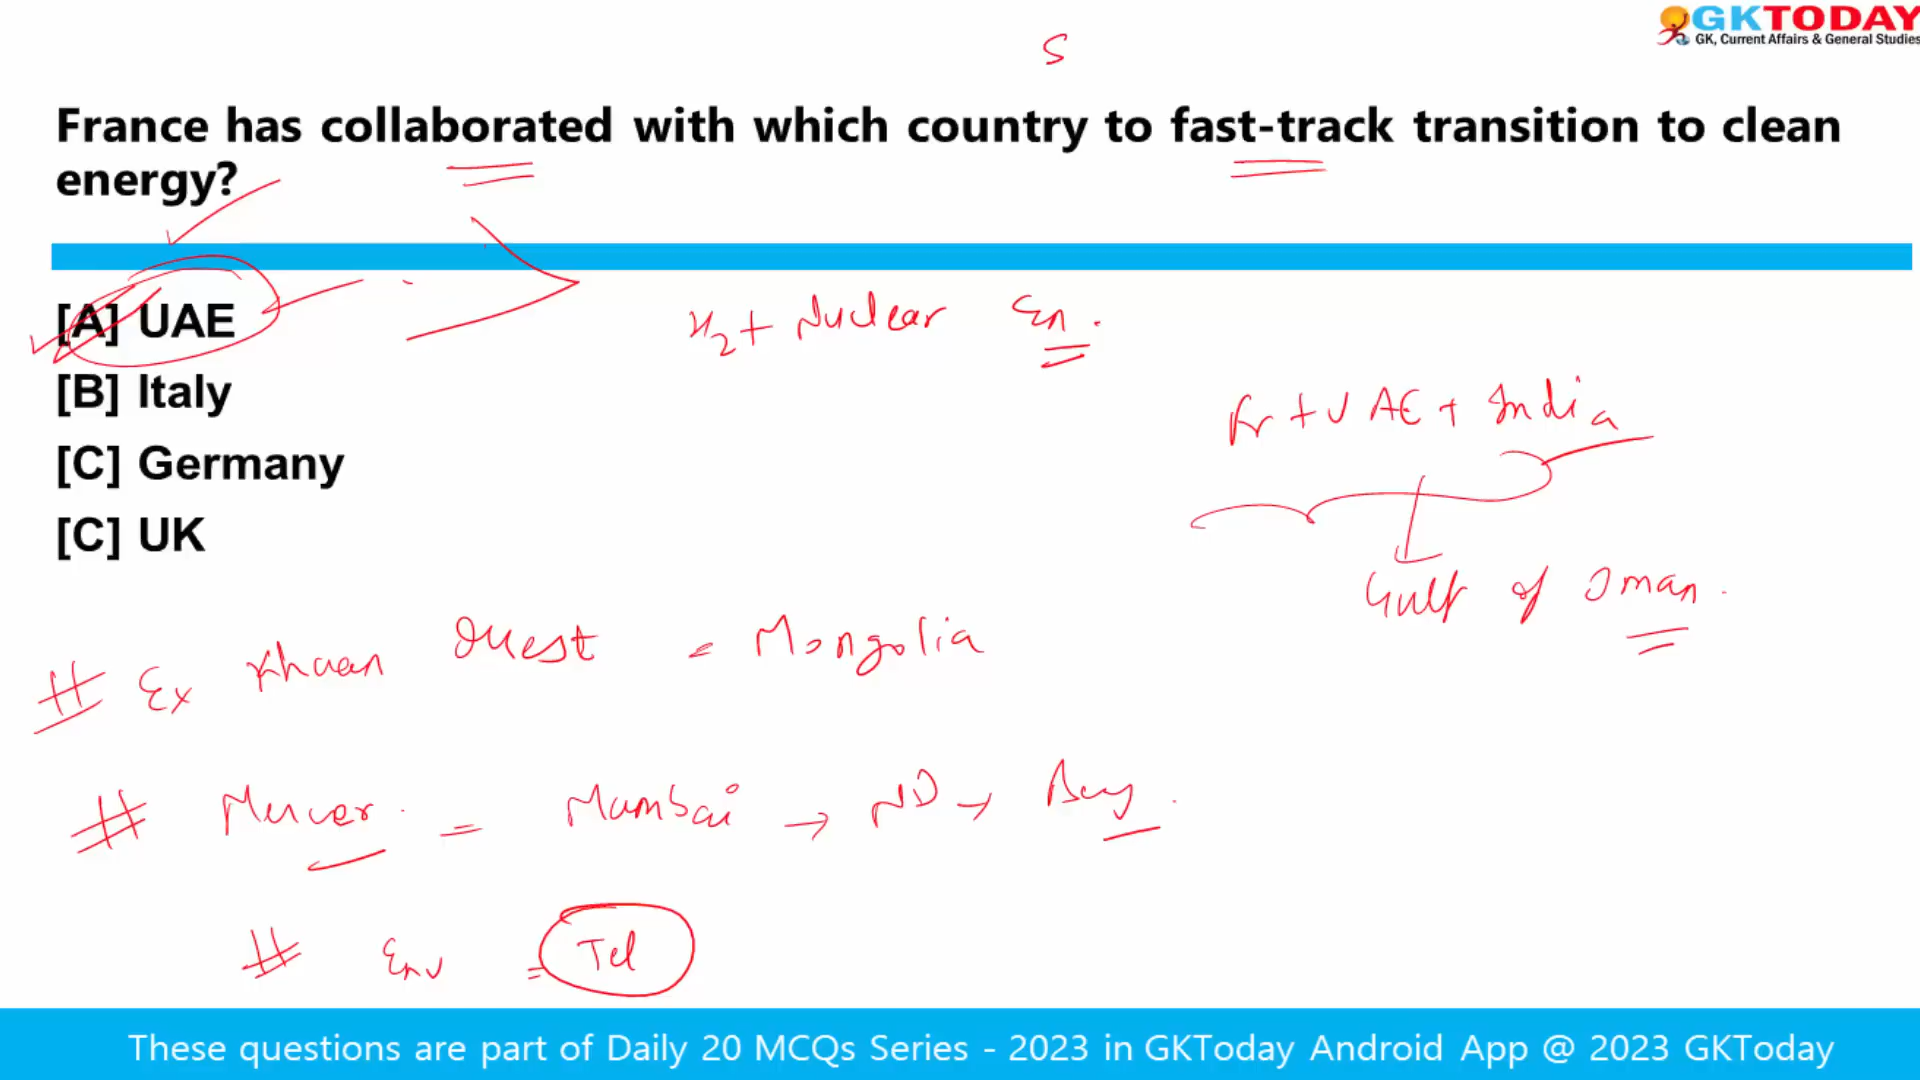 GKTODAY
GK, Current Affairs & General Studies
S
France has collaborated with which country to fast-track transition to clean
energy?
[A] UAE
[B] Italy
[C] Germany
[C] UK
H2 + Nuclear En.
Fr + UAE + India
Gulf of Oman.
# Ex Khaan Quest = Mongolia
# Mercer = Mumbai → ND →
# Env = Tel
These questions are part of Daily 20 MCQs Series - 2023 in GKToday Android App @ 2023 GKToday